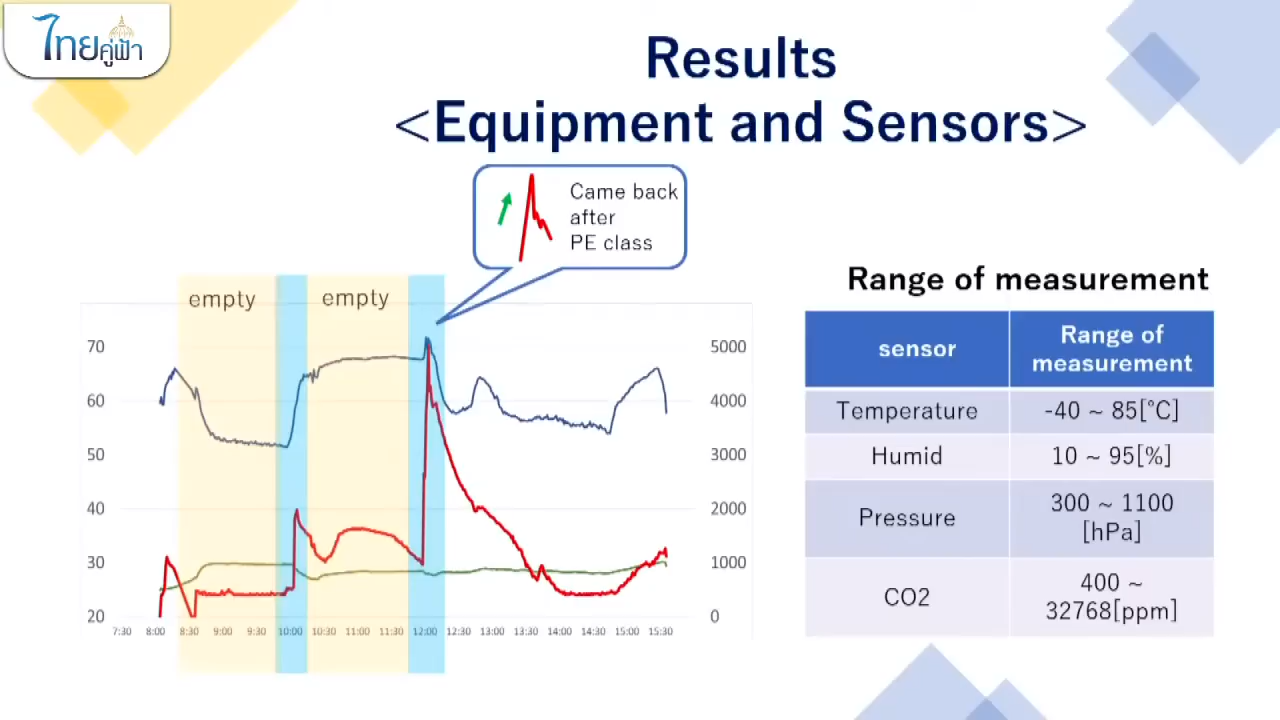 ไทยคู่ฟ้า
Results
<Equipment and Sensors>
Came back
after
PE class
empty
empty
70
60
50
40
30
20
5000
4000
3000
2000
1000
0
7:30 8:00 8:30 9:00 9:30 10:00 10:30 11:00 11:30 12:00 12:30 13:00 13:30 14:00 14:30 15:00 15:30
Range of measurement
sensor
Range of
measurement
Temperature
-40 ~ 85[°C]
Humid
10 ~ 95[%]
Pressure
300 ~ 1100
[hPa]
CO2
400 ~
32768[ppm]